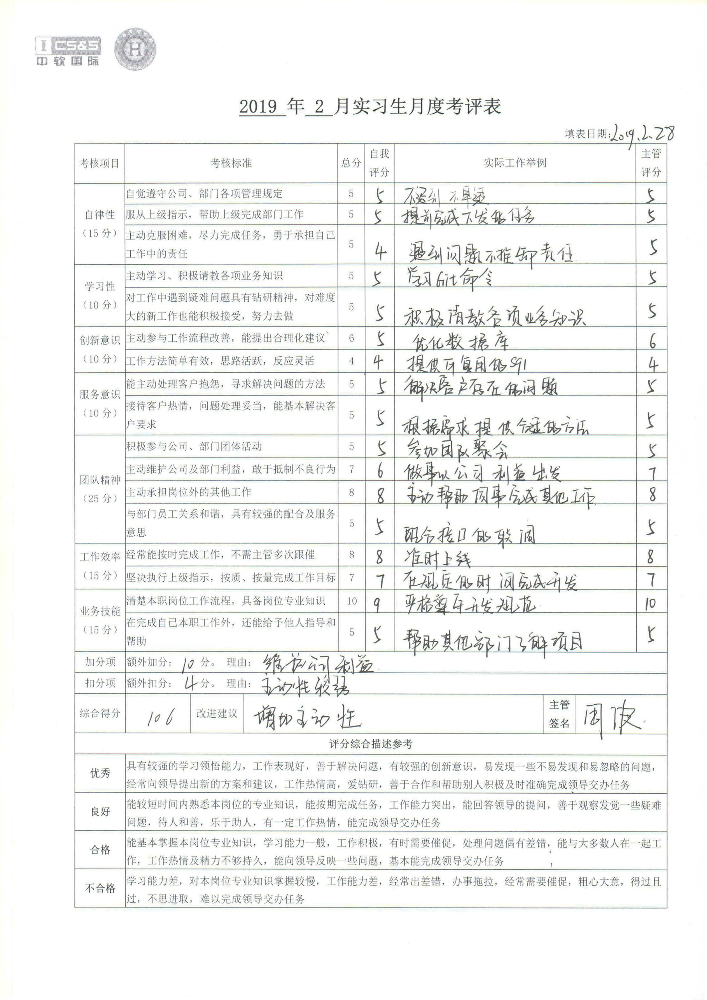 I CS&S
中软国际
H
2019 年 2 月实习生月度考评表
填表日期: 2019.2.28
考核项目 考核标准 总分 自我评分 实际工作举例 主管评分
自律性（15 分）
自觉遵守公司、部门各项管理规定 5 5 不迟到 不早退 5
服从上级指示，帮助上级完成部门工作 5 5 提前完成下发的任务 5
主动克服困难，尽力完成任务，勇于承担自己
工作中的责任 5 4 遇到问题不推卸责任 5
学习性（10 分）
主动学习、积极请教各项业务知识 5 5 学习Git命令 5
对工作中遇到疑难问题具有钻研精神，对难度
大的新工作也能积极接受，努力去做 5 5 积极请教各项业务知识 5
创新意识（10 分）
主动参与工作流程改善，能提出合理化建议 6 5 优化数据库 6
工作方法简单有效，思路活跃，反应灵活 4 4 提供可复用的sql 4
服务意识（10 分）
能主动处理客户抱怨，寻求解决问题的方法 5 5 解决客户存在的问题 5
接待客户热情，问题处理妥当，能基本解决客
户要求 5 5 根据需求提供合适的方法 5
团队精神（25 分）
积极参与公司、部门团体活动 5 5 参加团队聚会 5
主动维护公司及部门利益，敢于抵制不良行为 7 6 做事以公司利益出发 7
主动承担岗位外的其他工作 8 8 主动帮助同事完成其他工作 8
与部门员工关系和谐，具有较强的配合及服务
意思 5 5 配合接口的联调 5
工作效率（15 分）
经常能按时完成工作，不需主管多次跟催 8 8 准时上线 8
坚决执行上级指示，按质、按量完成工作目标 7 7 在规定的时间完成开发 7
业务技能（15 分）
清楚本职岗位工作流程，具备岗位专业知识 10 9 严格遵守开发规范 10
在完成自己本职工作外，还能给予他人指导和
帮助 5 5 帮助其他部门了解项目 5
加分项 额外加分： 10 分。 理由： 维护公司利益
扣分项 额外扣分： 4 分。 理由： 主动性较弱
综合得分 106 改进建议 增加主动性 主管签名 周波
评分综合描述参考
优秀
具有较强的学习领悟能力，工作表现好，善于解决问题，有较强的创新意识，易发现一些不易发现和易忽略的问题，
经常向领导提出新的方案和建议，工作热情高，爱钻研，善于合作和帮助别人积极及时准确完成领导交办任务
良好
能较短时间内熟悉本岗位的专业知识，能按期完成任务，工作能力突出，能回答领导的提问，善于观察发觉一些疑难
问题，待人和善，乐于助人，有一定工作热情，能完成领导交办任务
合格
能基本掌握本岗位专业知识，学习能力一般，工作积极，有时需要催促，处理问题偶有差错，能与大多数人在一起工
作，工作热情及精力不够持久，能向领导反映一些问题，基本能完成领导交办任务
不合格
学习能力差，对本岗位专业知识掌握较慢，工作能力差，经常出差错，办事拖拉，经常需要催促，粗心大意，得过且
过，不思进取，难以完成领导交办任务